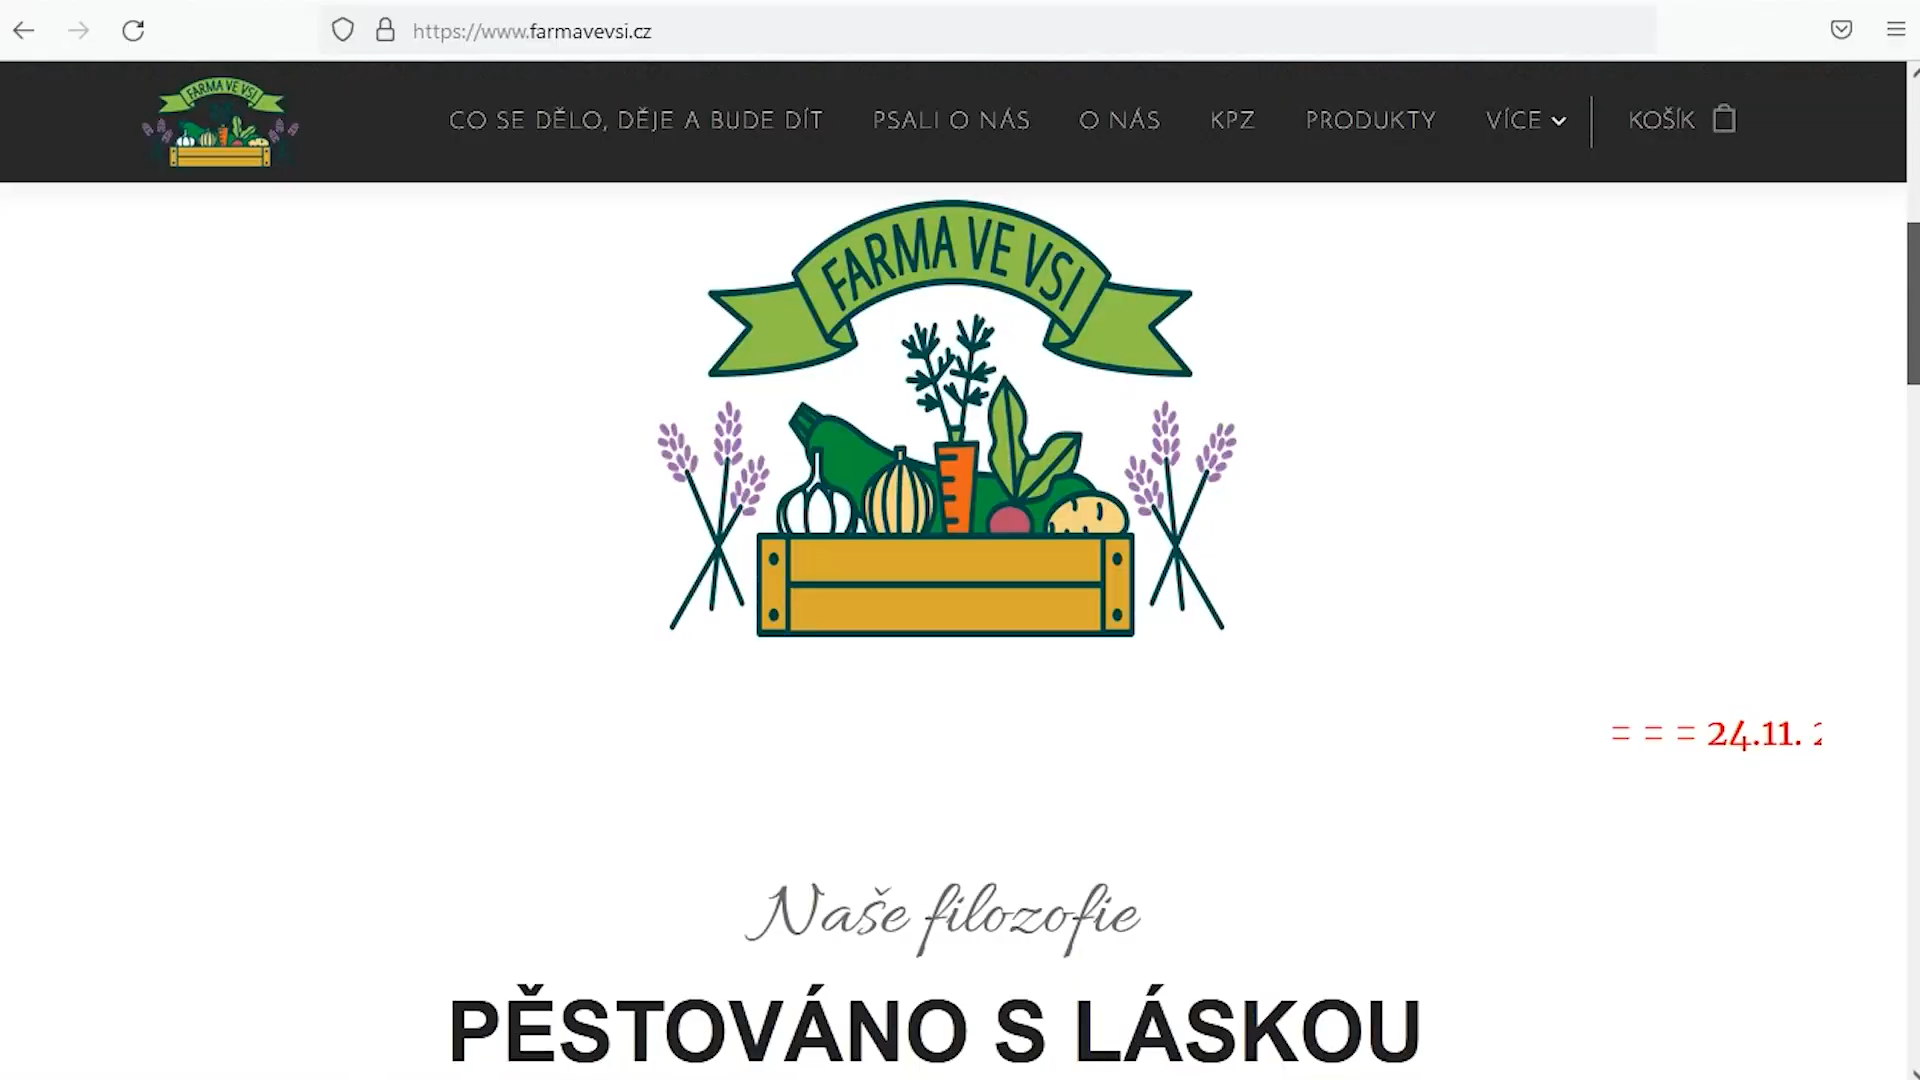 https://www.farmavevsi.cz
FARMA VE VSI
CO SE DĚLO, DĚJE A BUDE DÍT
PSALI O NÁS
O NÁS
KPZ
PRODUKTY
VÍCE
KOŠÍK
FARMA VE VSI
= = = 24.11.
Naše filozofie
PĚSTOVÁNO S LÁSKOU